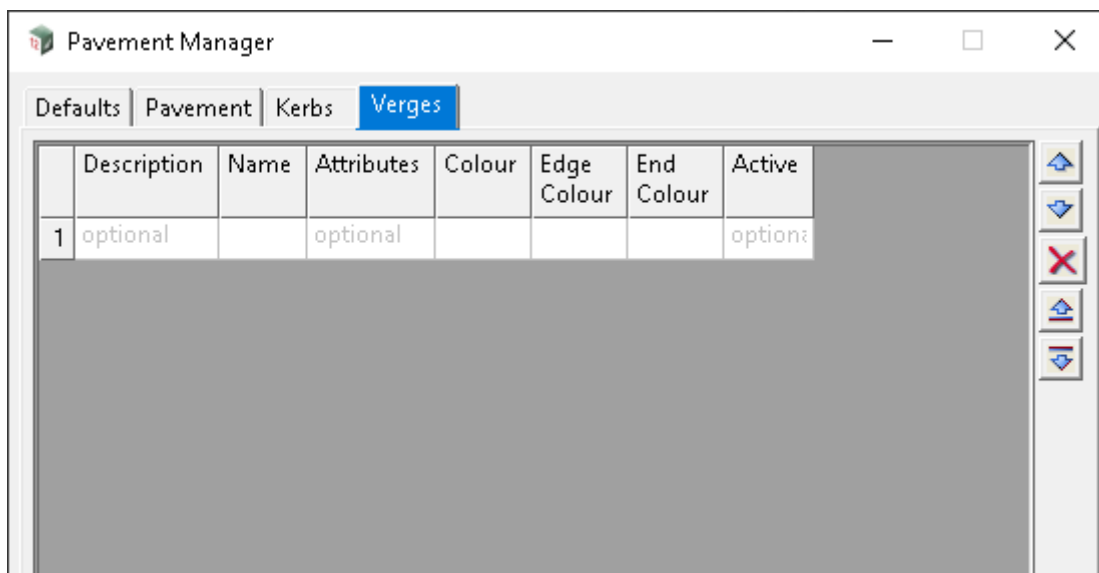 Pavement Manager
Defaults Pavement Kerbs Verges
Description Name Attributes Colour Edge Colour End Colour Active
1 optional optional optiona